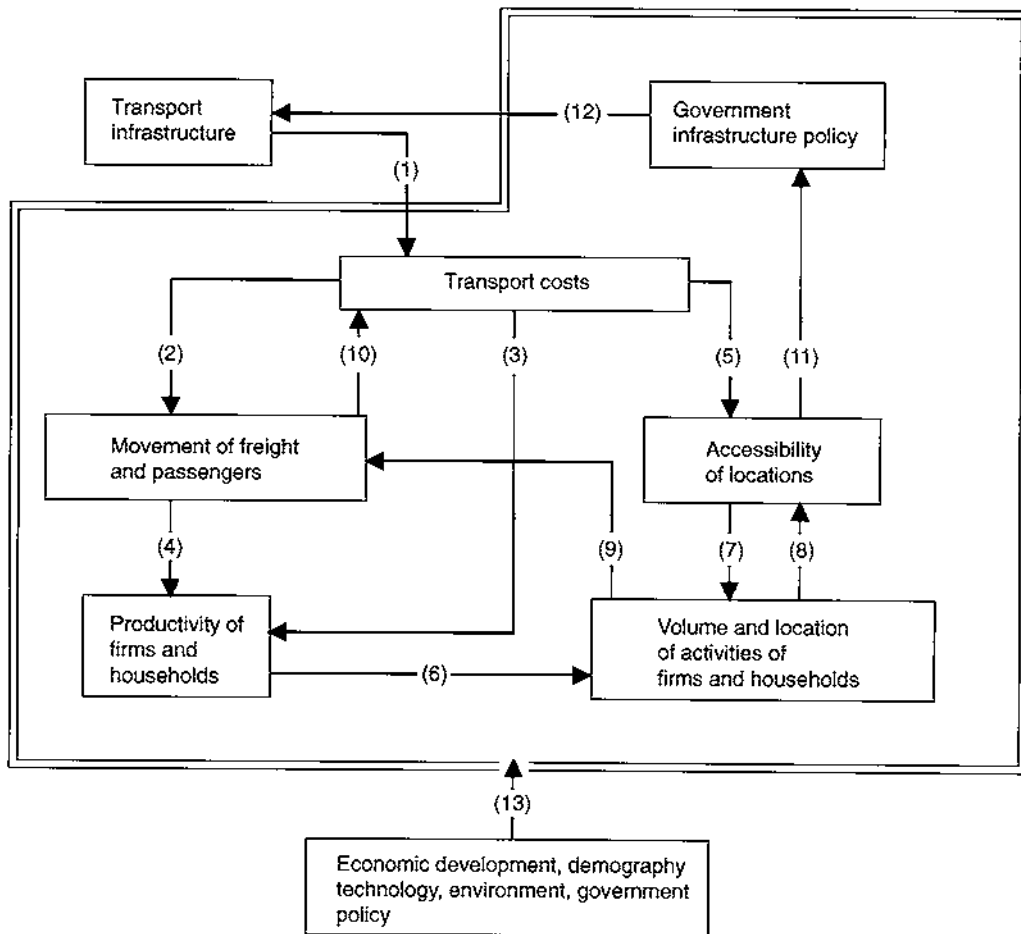 Transport
infrastructure
(12)
Government
infrastructure policy
(1)
Transport costs
(2)
(10)
(3)
(5)
(11)
Movement of freight
and passengers
Accessibility
of locations
(4)
(9)
(7)
(8)
Productivity of
firms and
households
(6)
Volume and location
of activities of
firms and households
(13)
Economic development, demography
technology, environment, government
policy